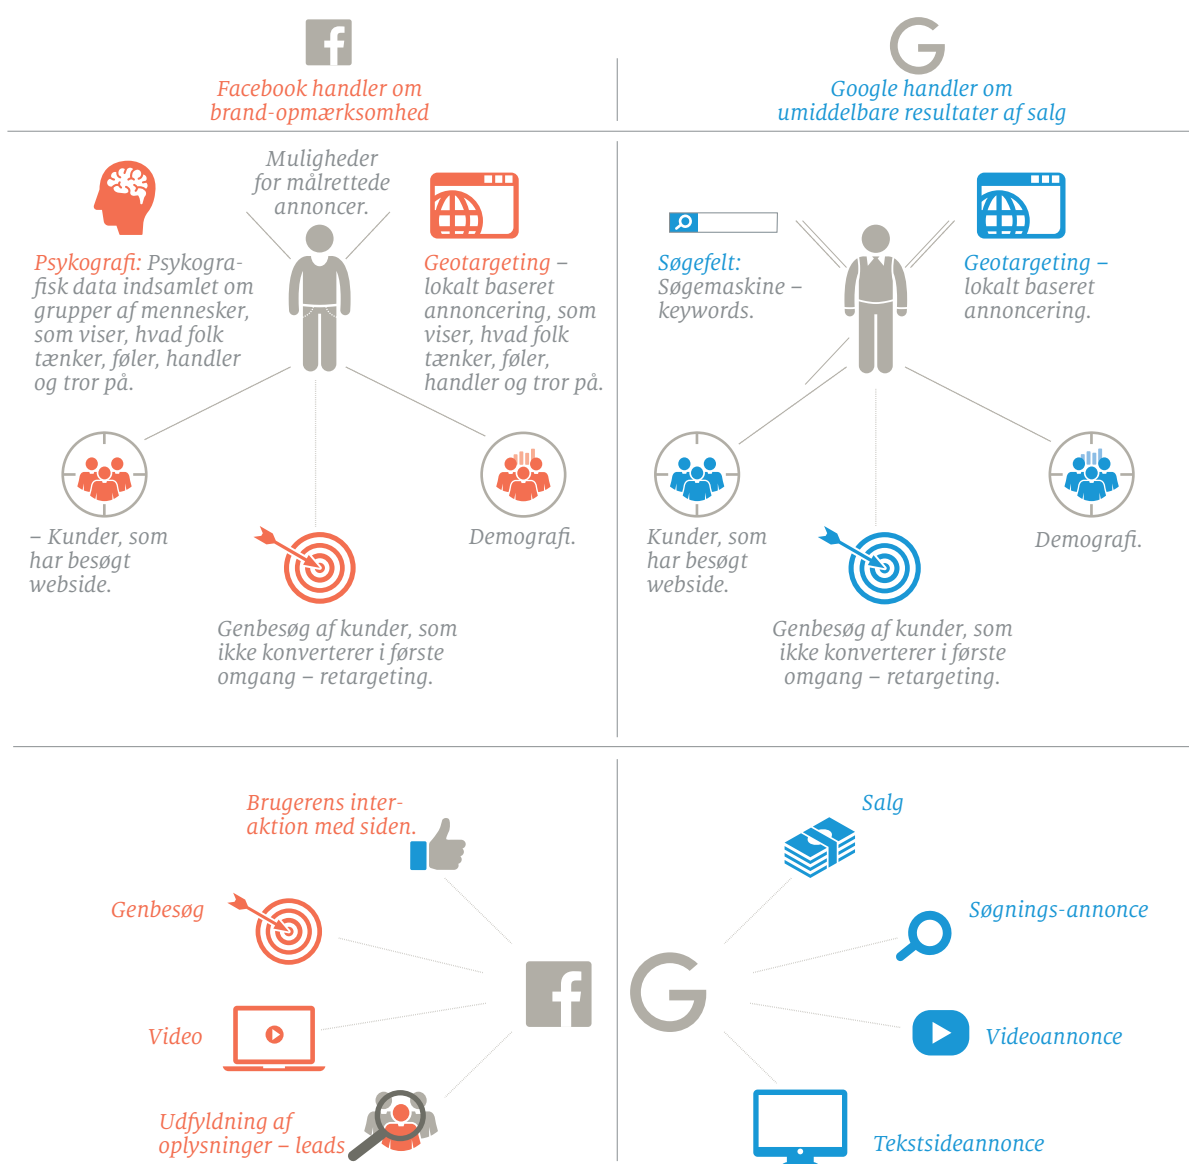 Facebook handler om
brand-opmærksomhed
Google handler om
umiddelbare resultater af salg
Muligheder
for målrettede
annoncer.
Psykografi: Psykogra-
fisk data indsamlet om
grupper af mennesker,
som viser, hvad folk
tænker, føler, handler
og tror på.
Geotargeting –
lokalt baseret
annoncering, som
viser, hvad folk
tænker, føler,
handler og tror på.
– Kunder, som
har besøgt
webside.
Demografi.
Genbesøg af kunder, som
ikke konverterer i første
omgang – retargeting.
Søgefelt:
Søgemaskine –
keywords.
Geotargeting –
lokalt baseret
annoncering.
Kunder, som
har besøgt
webside.
Demografi.
Genbesøg af kunder, som
ikke konverterer i første
omgang – retargeting.
Brugerens inter-
aktion med siden.
Genbesøg
Video
Udfyldning af
oplysninger – leads
Salg
Søgnings-annonce
Videoannonce
Tekstsideannonce